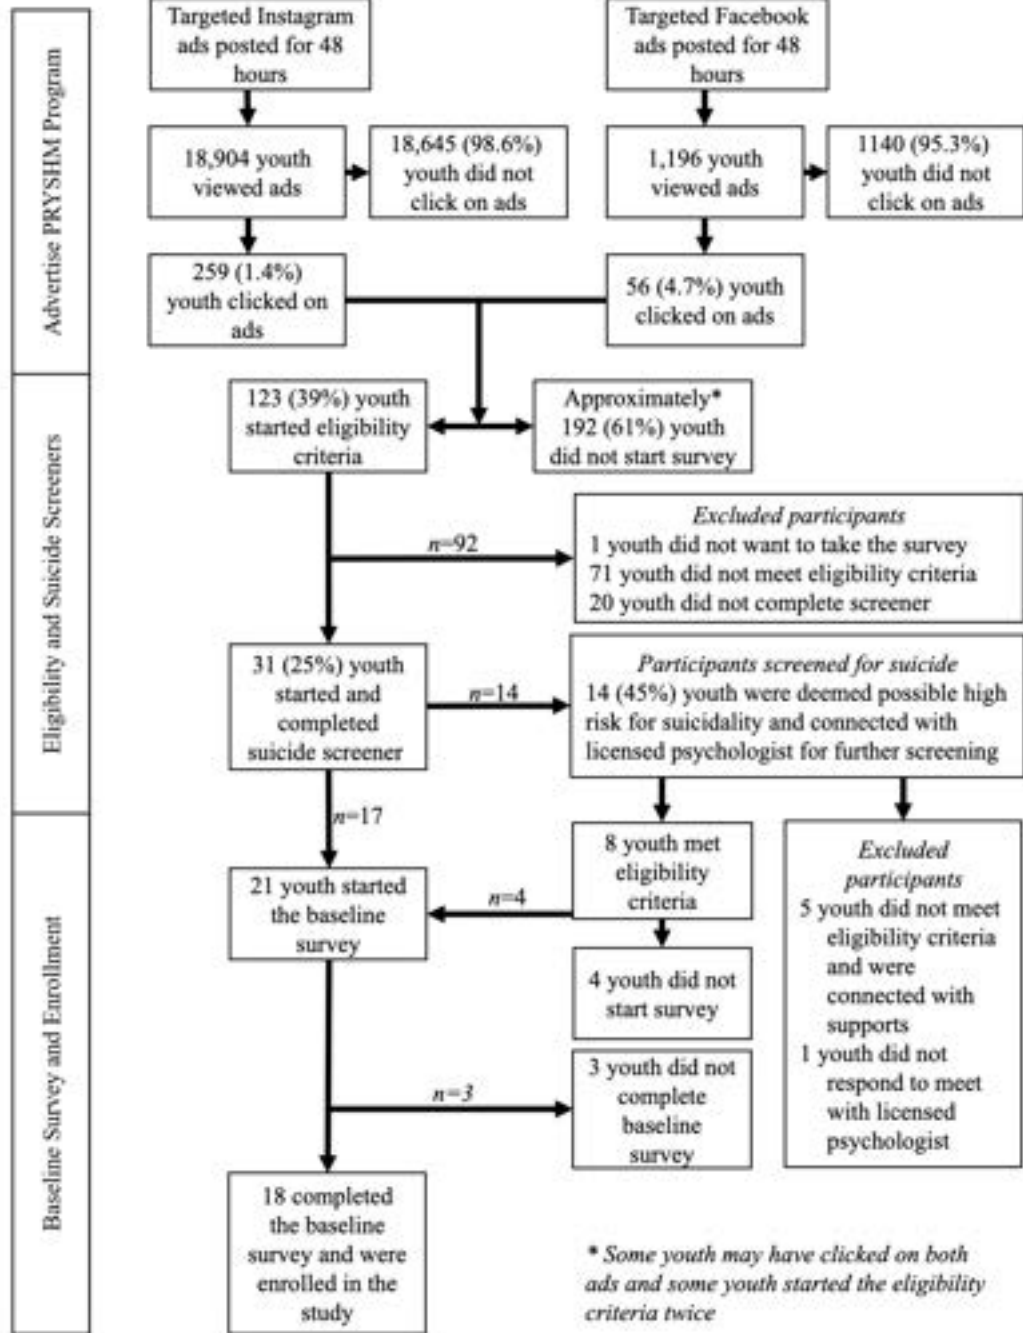 Advertise PRYSHM Program
Targeted Instagram
ads posted for 48
hours
Targeted Facebook
ads posted for 48
hours
18,904 youth
viewed ads
18,645 (98.6%)
youth did not
click on ads
1,196 youth
viewed ads
1140 (95.3%)
youth did not
click on ads
259 (1.4%)
youth clicked on
ads
56 (4.7%) youth
clicked on ads
Eligibility and Suicide Screeners
123 (39%) youth
started eligibility
criteria
Approximately*
192 (61%) youth
did not start survey
n=92
Excluded participants
1 youth did not want to take the survey
71 youth did not meet eligibility criteria
20 youth did not complete screener
31 (25%) youth
started and
completed
suicide screener
n=14
Participants screened for suicide
14 (45%) youth were deemed possible high
risk for suicidality and connected with
licensed psychologist for further screening
n=17
Baseline Survey and Enrollment
21 youth started
the baseline
survey
n=4
8 youth met
eligibility
criteria
Excluded
participants
5 youth did not meet
eligibility criteria
and were
connected with
supports
1 youth did not
respond to meet
with licensed
psychologist
4 youth did not
start survey
n=3
3 youth did not
complete
baseline
survey
18 completed
the baseline
survey and were
enrolled in the
study
* Some youth may have clicked on both
ads and some youth started the eligibility
criteria twice